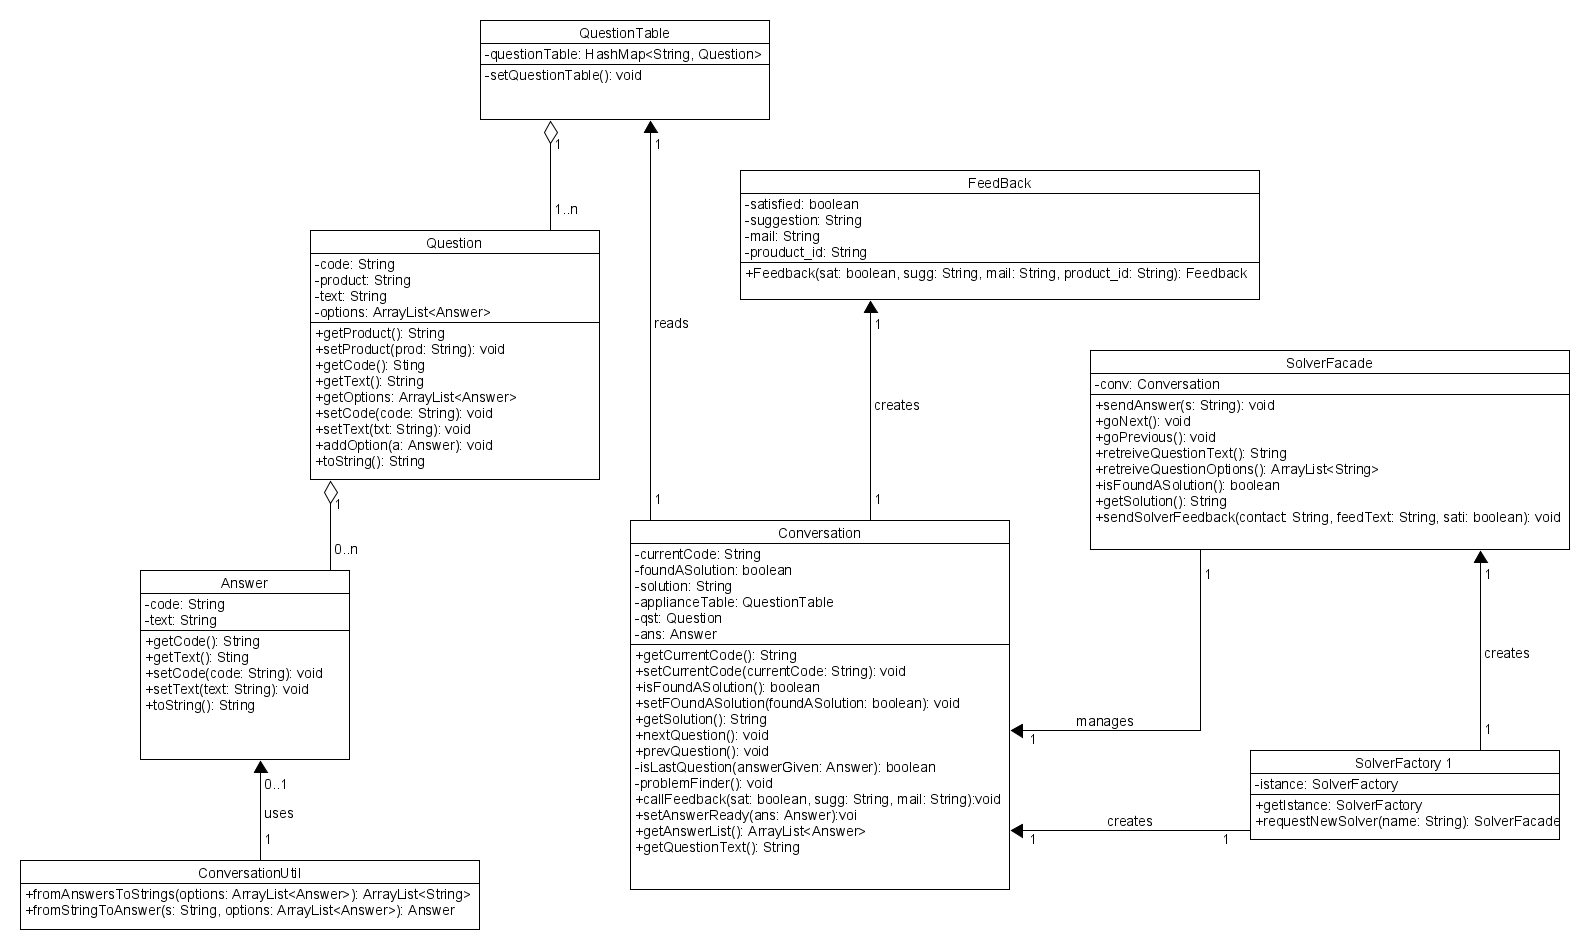 QuestionTable
-questionTable: HashMap<String, Question>
-setQuestionTable(): void
1
1
1..n
reads
1
FeedBack
-satisfied: boolean
-suggestion: String
-mail: String
-prouduct_id: String
+Feedback(sat: boolean, sugg: String, mail: String, product_id: String): Feedback
1
creates
1
Question
-code: String
-product: String
-text: String
-options: ArrayList<Answer>
+getProduct(): String
+setProduct(prod: String): void
+getCode(): Sting
+getText(): String
+getOptions: ArrayList<Answer>
+setCode(code: String): void
+setText(txt: String): void
+addOption(a: Answer): void
+toString(): String
1
0..n
SolverFacade
-conv: Conversation
+sendAnswer(s: String): void
+goNext(): void
+goPrevious(): void
+retreiveQuestionText(): String
+retreiveQuestionOptions(): ArrayList<String>
+isFoundASolution(): boolean
+getSolution(): String
+sendSolverFeedback(contact: String, feedText: String, sati: boolean): void
1
1
creates
1
manages
1
Answer
-code: String
-text: String
+getCode(): String
+getText(): Sting
+setCode(code: String): void
+setText(text: String): void
+toString(): String
0..1
uses
1
Conversation
-currentCode: String
-foundASolution: boolean
-solution: String
-applianceTable: QuestionTable
-qst: Question
-ans: Answer
+getCurrentCode(): String
+setCurrentCode(currentCode: String): void
+isFoundASolution(): boolean
+setFOundASolution(foundASolution: boolean): void
+getSolution(): String
+nextQuestion(): void
+prevQuestion(): void
-isLastQuestion(answerGiven: Answer): boolean
-problemFinder(): void
+callFeedback(sat: boolean, sugg: String, mail: String):void
+setAnswerReady(ans: Answer):voi
+getAnswerList(): ArrayList<Answer>
+getQuestionText(): String
SolverFactory 1
-istance: SolverFactory
+getIstance: SolverFactory
+requestNewSolver(name: String): SolverFacade
creates
1
1
ConversationUtil
+fromAnswersToStrings(options: ArrayList<Answer>): ArrayList<String>
+fromStringToAnswer(s: String, options: ArrayList<Answer>): Answer